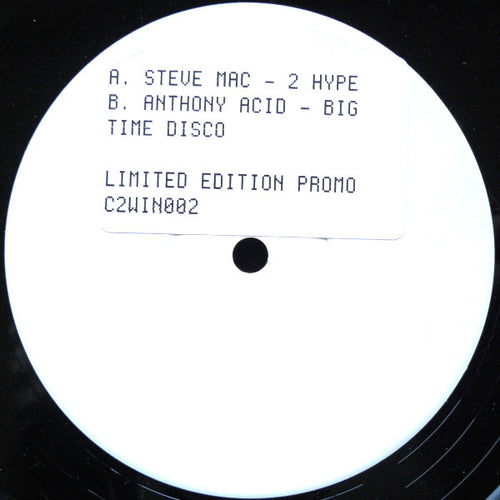 A. STEVE MAC - 2 HYPE
B. ANTHONY ACID - BIG
TIME DISCO
LIMITED EDITION PROMO
C2WIN002